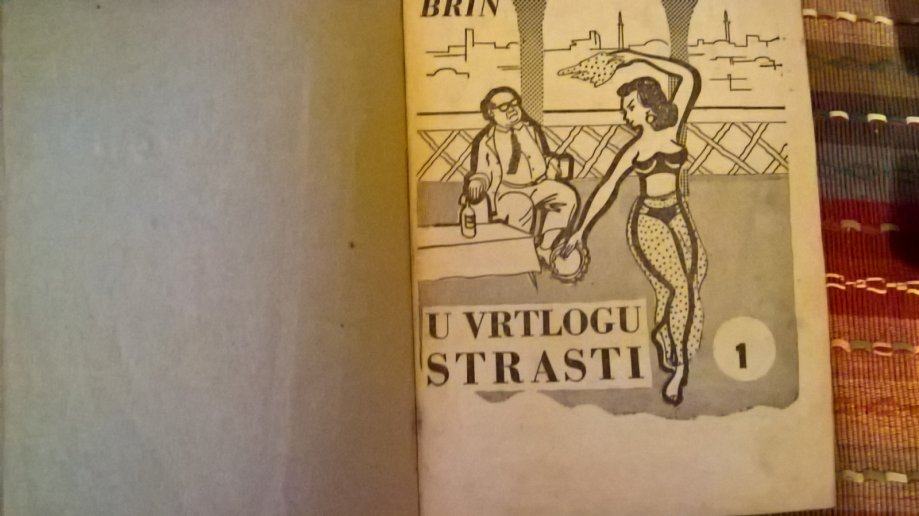 BRIN
U VRTLOGU
STRASTI
1